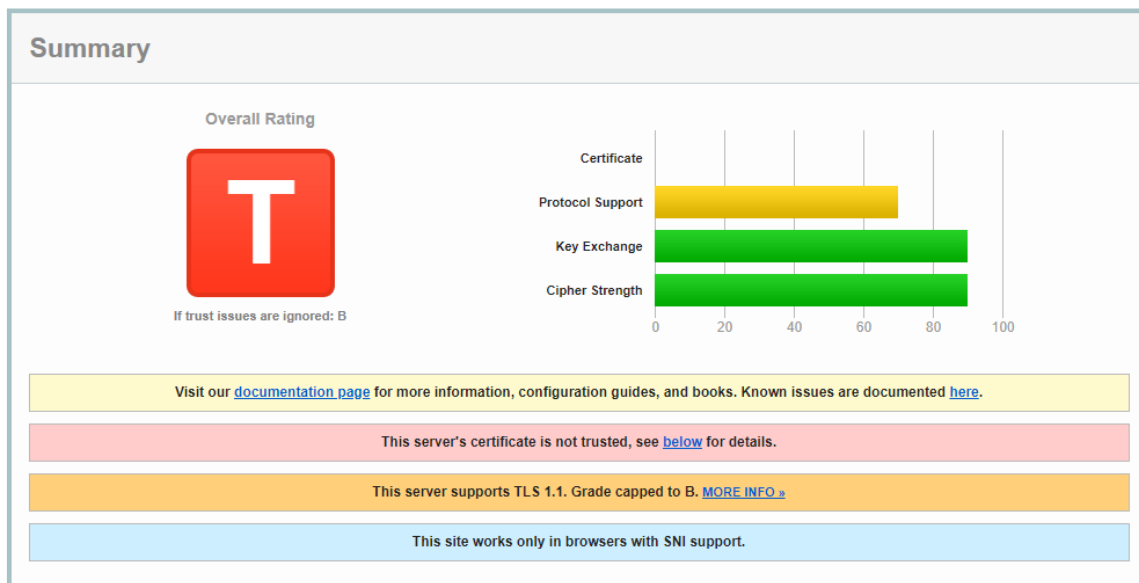 Summary
Overall Rating
T
If trust issues are ignored: B
Certificate
Protocol Support
Key Exchange
Cipher Strength
0 20 40 60 80 100
Visit our documentation page for more information, configuration guides, and books. Known issues are documented here.
This server's certificate is not trusted, see below for details.
This server supports TLS 1.1. Grade capped to B. MORE INFO »
This site works only in browsers with SNI support.